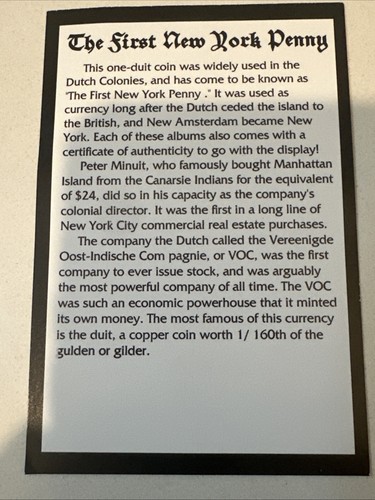 The First New York Penny
This one-duit coin was widely used in the
Dutch Colonies, and has come to be known as
"The First New York Penny ." It was used as
currency long after the Dutch ceded the island to
the British, and New Amsterdam became New
York. Each of these albums also comes with a
certificate of authenticity to go with the display!
Peter Minuit, who famously bought Manhattan
Island from the Canarsie Indians for the equivalent
of $24, did so in his capacity as the company's
colonial director. It was the first in a long line of
New York City commercial real estate purchases.
The company the Dutch called the Vereenigde
Oost-Indische Com pagnie, or VOC, was the first
company to ever issue stock, and was arguably
the most powerful company of all time. The VOC
was such an economic powerhouse that it minted
its own money. The most famous of this currency
is the duit, a copper coin worth 1/ 160th of the
gulden or gilder.